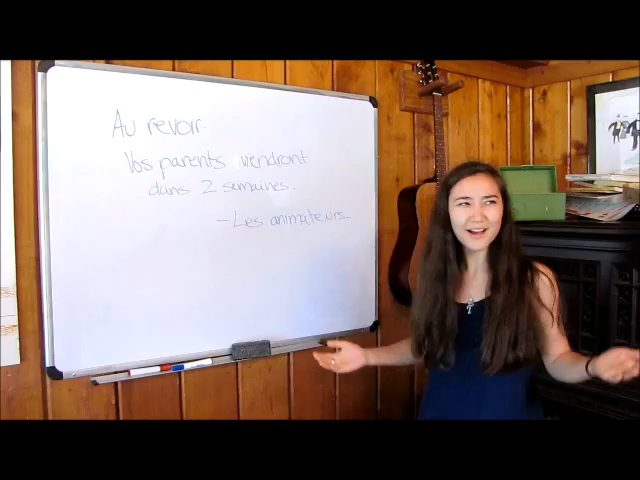 Au revoir.
Vos parents viendront
dans 2 semaines.
- Les animateurs.